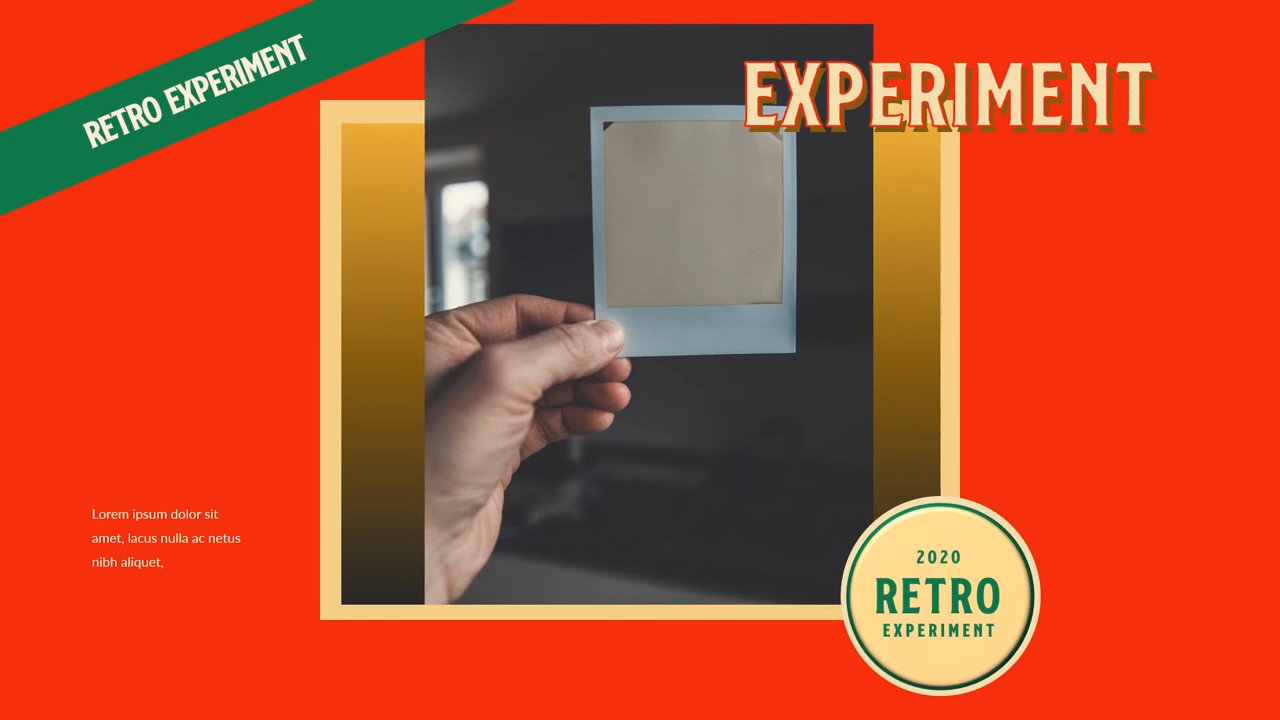 RETRO EXPERIMENT
EXPERIMENT
Lorem ipsum dolor sit
amet, lacus nulla ac netus
nibh aliquet,
2020
RETRO
EXPERIMENT